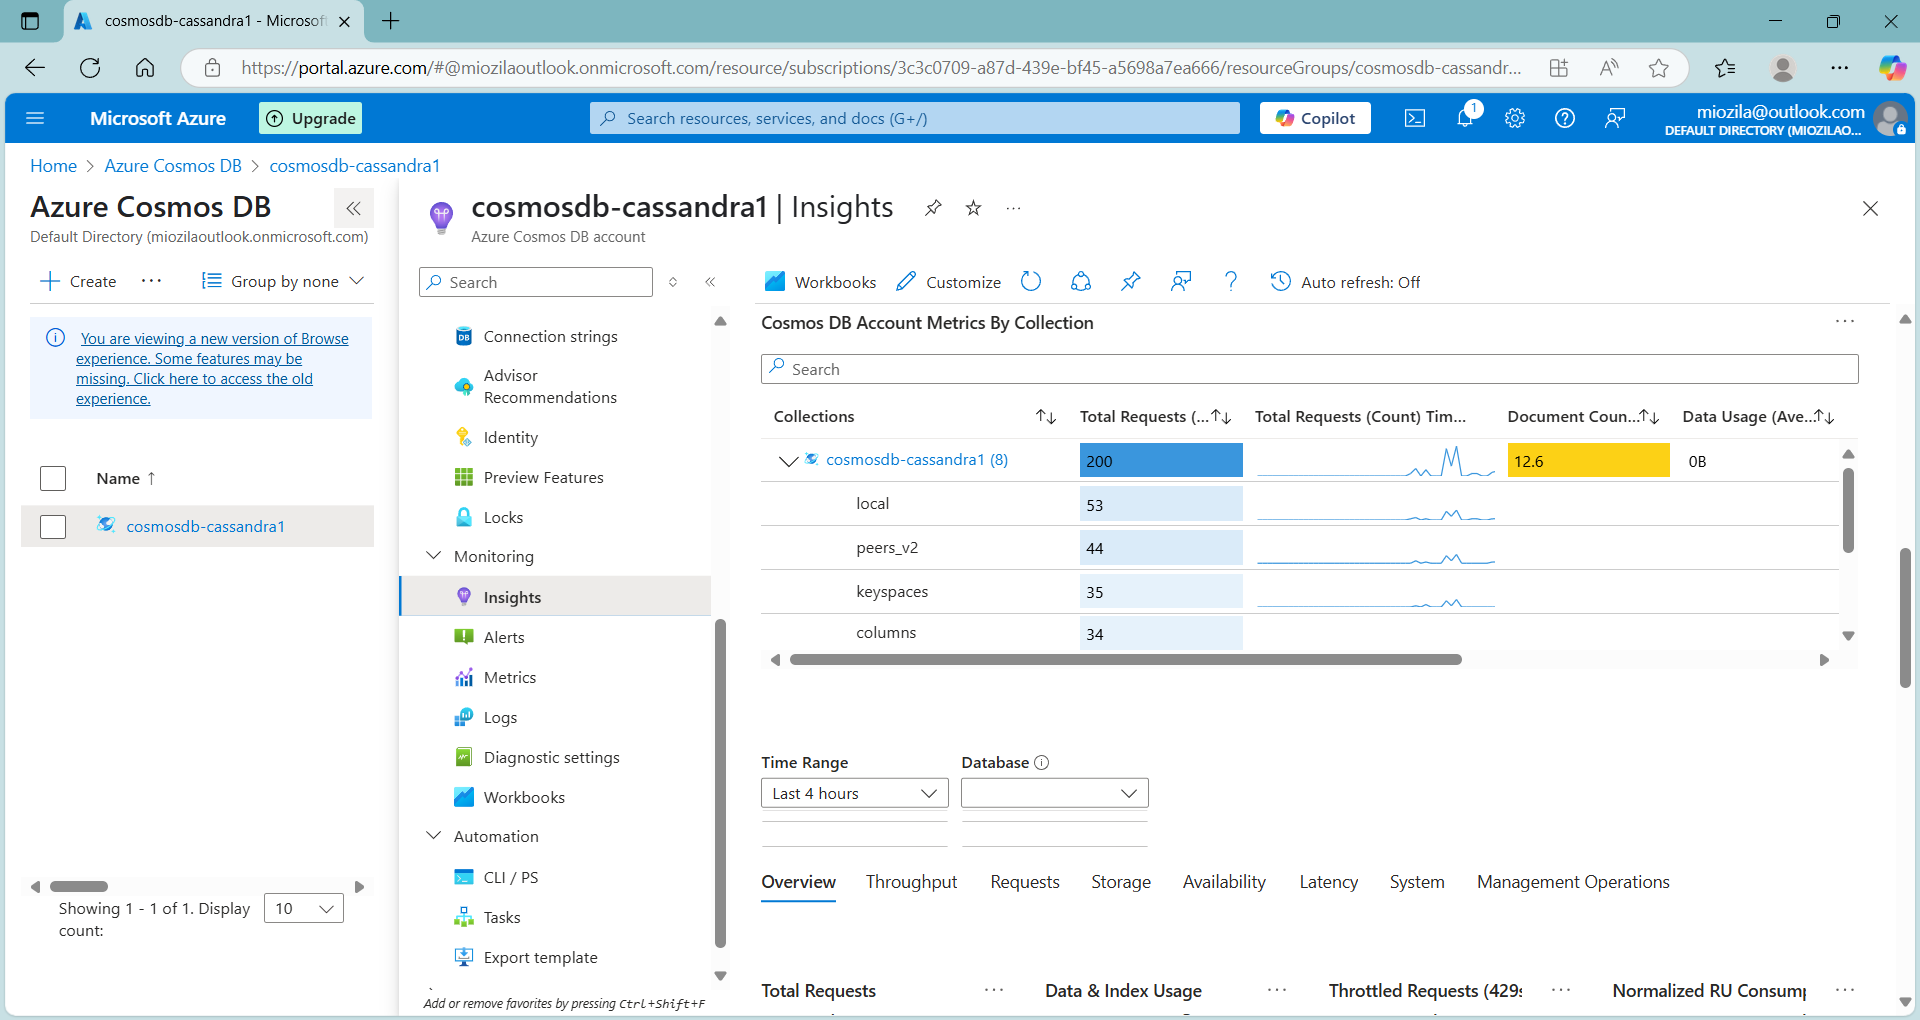 cosmosdb-cassandra1 - Microsoft
https://portal.azure.com/#@miozilaoutlook.onmicrosoft.com/resource/subscriptions/3c3c0709-a87d-439e-bf45-a5698a7ea666/resourceGroups/cosmosdb-cassandr...
Microsoft Azure
Upgrade
Search resources, services, and docs (G+/)
Copilot
1
miozila@outlook.com
DEFAULT DIRECTORY (MIOZILAO...
Home > Azure Cosmos DB > cosmosdb-cassandra1
Azure Cosmos DB
Default Directory (miozilaoutlook.onmicrosoft.com)
Create
Group by none
You are viewing a new version of Browse
experience. Some features may be
missing. Click here to access the old
experience.
Name ↑
cosmosdb-cassandra1
Showing 1 - 1 of 1. Display
count:
10
cosmosdb-cassandra1 | Insights
Azure Cosmos DB account
Search
Connection strings
Advisor
Recommendations
Identity
Preview Features
Locks
Monitoring
Insights
Alerts
Metrics
Logs
Diagnostic settings
Workbooks
Automation
CLI / PS
Tasks
Export template
Add or remove favorites by pressing Ctrl+Shift+F
Workbooks
Customize
Auto refresh: Off
Cosmos DB Account Metrics By Collection
Search
Collections Total Requests (... Total Requests (Count) Tim... Document Coun... Data Usage (Ave...
cosmosdb-cassandra1 (8) 200 12.6 0B
local 53
peers_v2 44
keyspaces 35
columns 34
Time Range
Last 4 hours
Database
Overview Throughput Requests Storage Availability Latency System Management Operations
Total Requests Data & Index Usage Throttled Requests (429s Normalized RU Consump